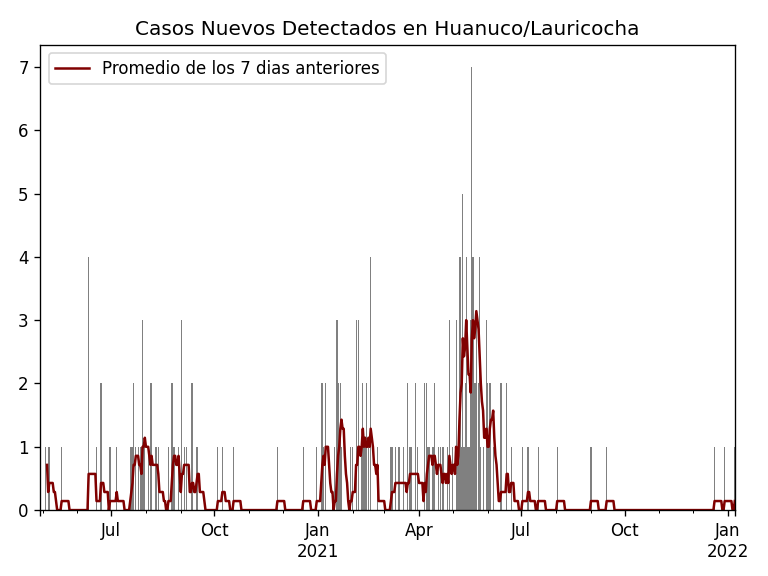 Casos Nuevos Detectados en Huanuco/Lauricocha
Promedio de los 7 dias anteriores
7
6
5
4
3
2
1
0
Jul
Oct
Jan
2021
Apr
Jul
Oct
Jan
2022